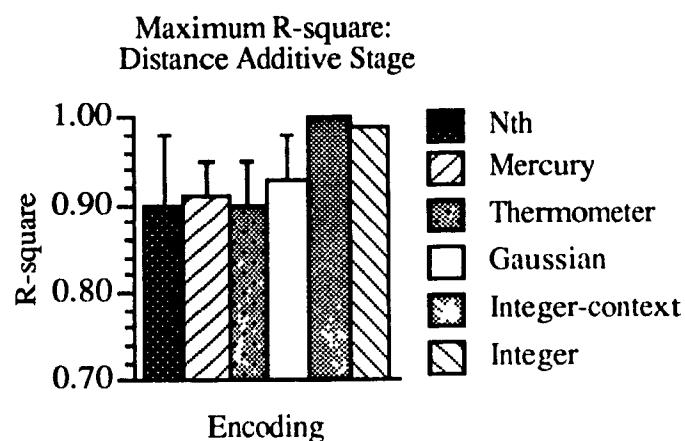 Maximum R-square:
Distance Additive Stage
R-square
1.00
0.90
0.80
0.70
Encoding
Nth
Mercury
Thermometer
Gaussian
Integer-context
Integer